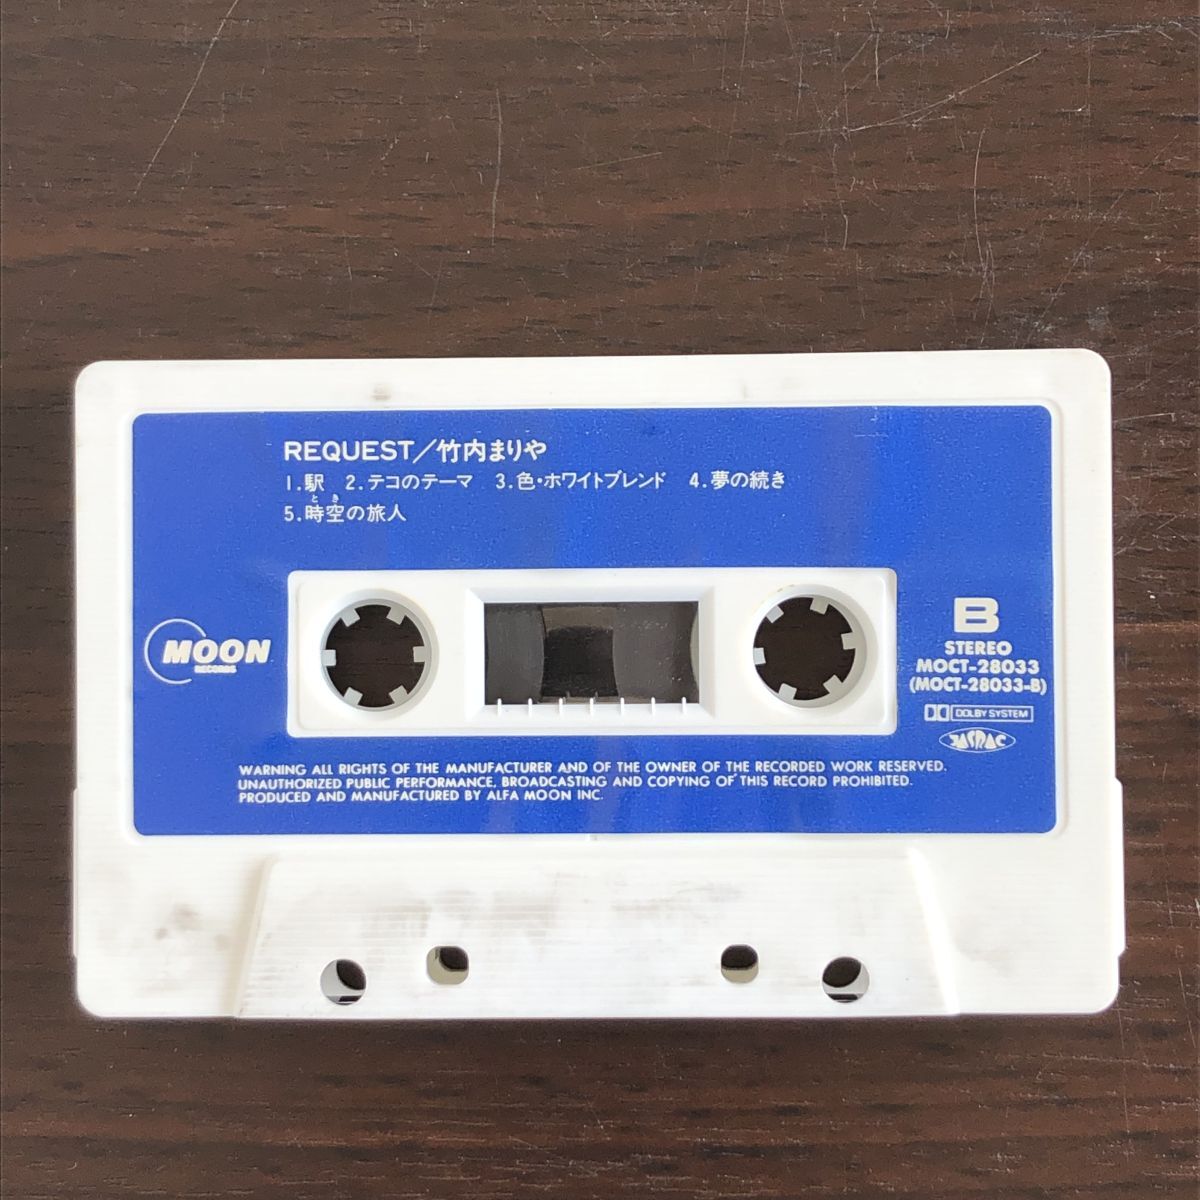 REQUEST／竹内まりや
1.駅 2.テコのテーマ 3.色・ホワイトブレンド 4.夢の続き
とき
5.時空の旅人
MOON
RECORDS
B
STEREO
MOCT-28033
(MOCT-28033-B)
DOLBY SYSTEM
JASRAC
WARNING ALL RIGHTS OF THE MANUFACTURER AND OF THE OWNER OF THE RECORDED WORK RESERVED.
UNAUTHORIZED PUBLIC PERFORMANCE, BROADCASTING AND COPYING OF THIS RECORD PROHIBITED.
PRODUCED AND MANUFACTURED BY ALFA MOON INC.